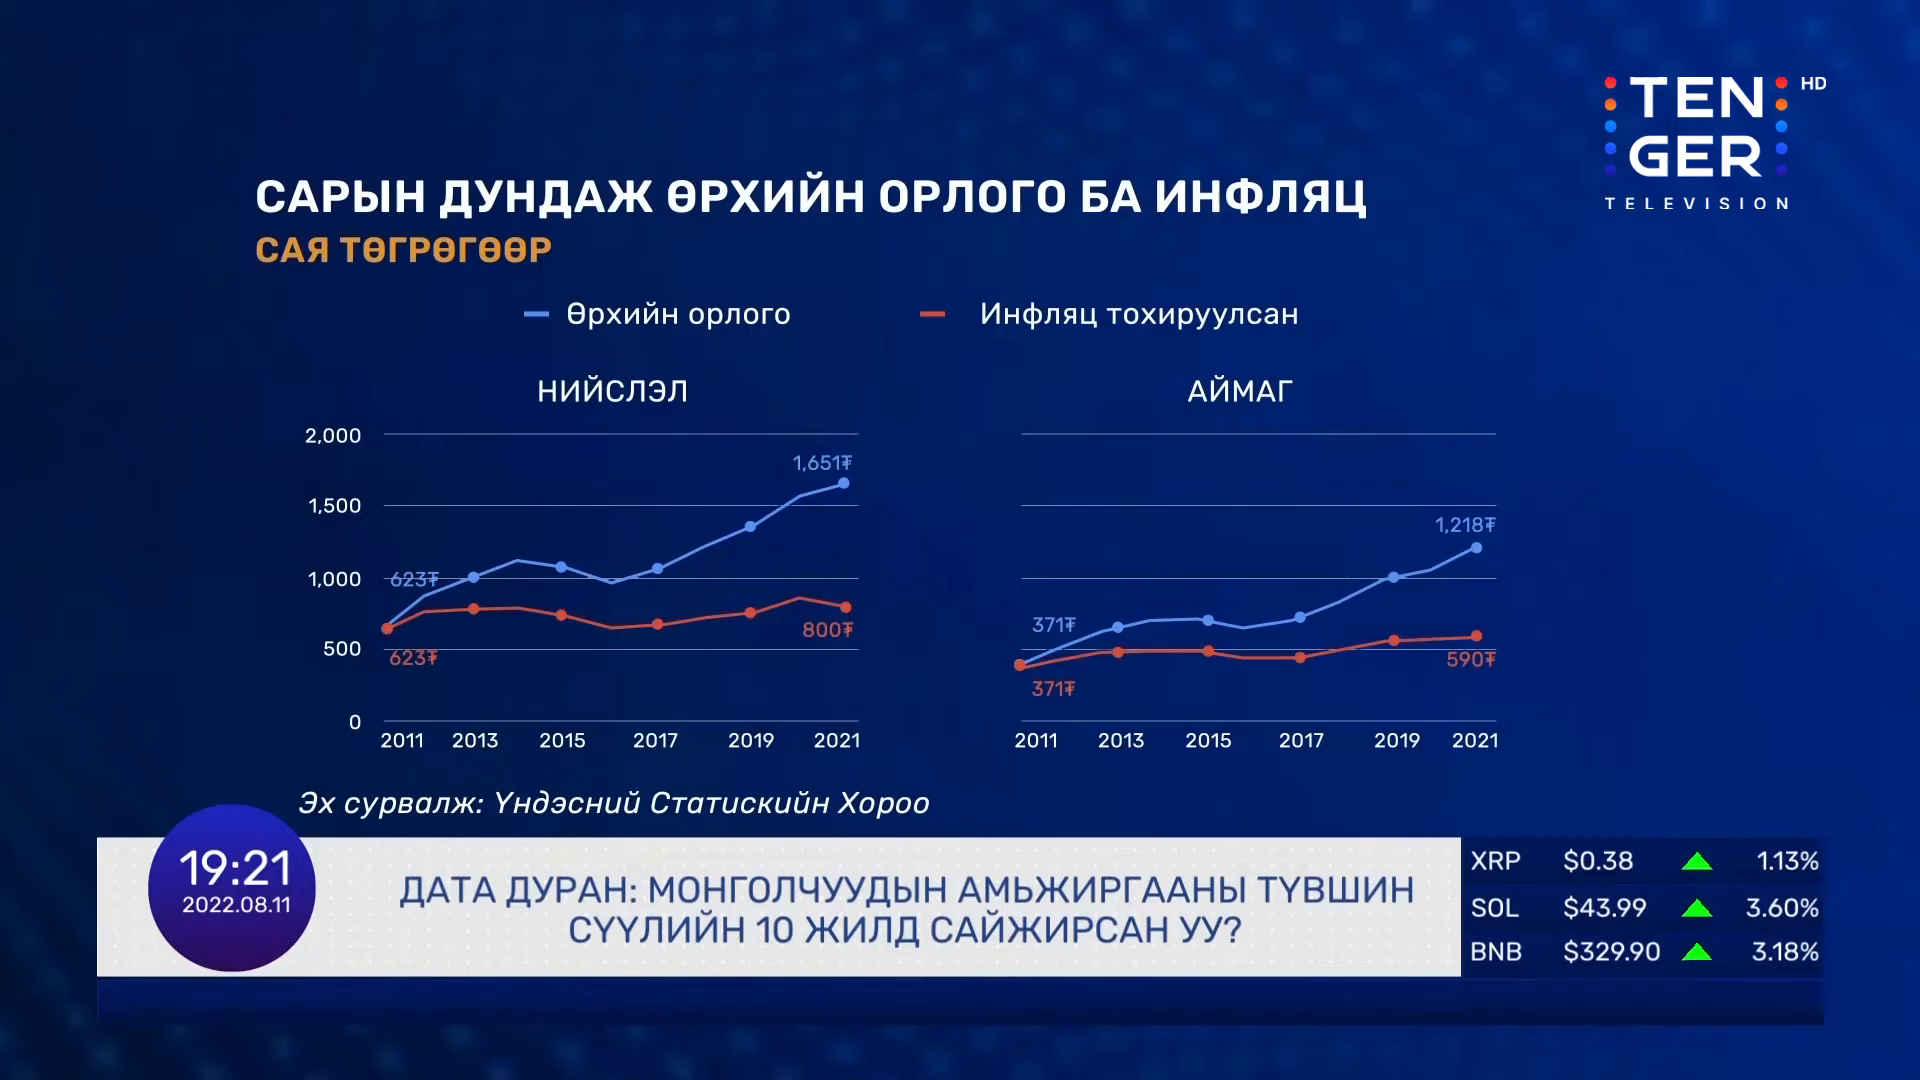 TEN HD
GER
TELEVISION
САРЫН ДУНДАЖ ӨРХИЙН ОРЛОГО БА ИНФЛЯЦ
САЯ ТӨГРӨГӨӨР
Өрхийн орлого
Инфляц тохируулсан
НИЙСЛЭЛ
2,000
1,500
1,000
500
0
1,651₮
623₮
800₮
623₮
2011 2013 2015 2017 2019 2021
АЙМАГ
1,218₮
371₮
590₮
371₮
2011 2013 2015 2017 2019 2021
Эх сурвалж: Үндэсний Статискийн Хороо
19:21
2022.08.11
ДАТА ДУРАН: МОНГОЛЧУУДЫН АМЬЖИРГААНЫ ТҮВШИН
СҮҮЛИЙН 10 ЖИЛД САЙЖИРСАН УУ?
XRP $0.38 1.13%
SOL $43.99 3.60%
BNB $329.90 3.18%